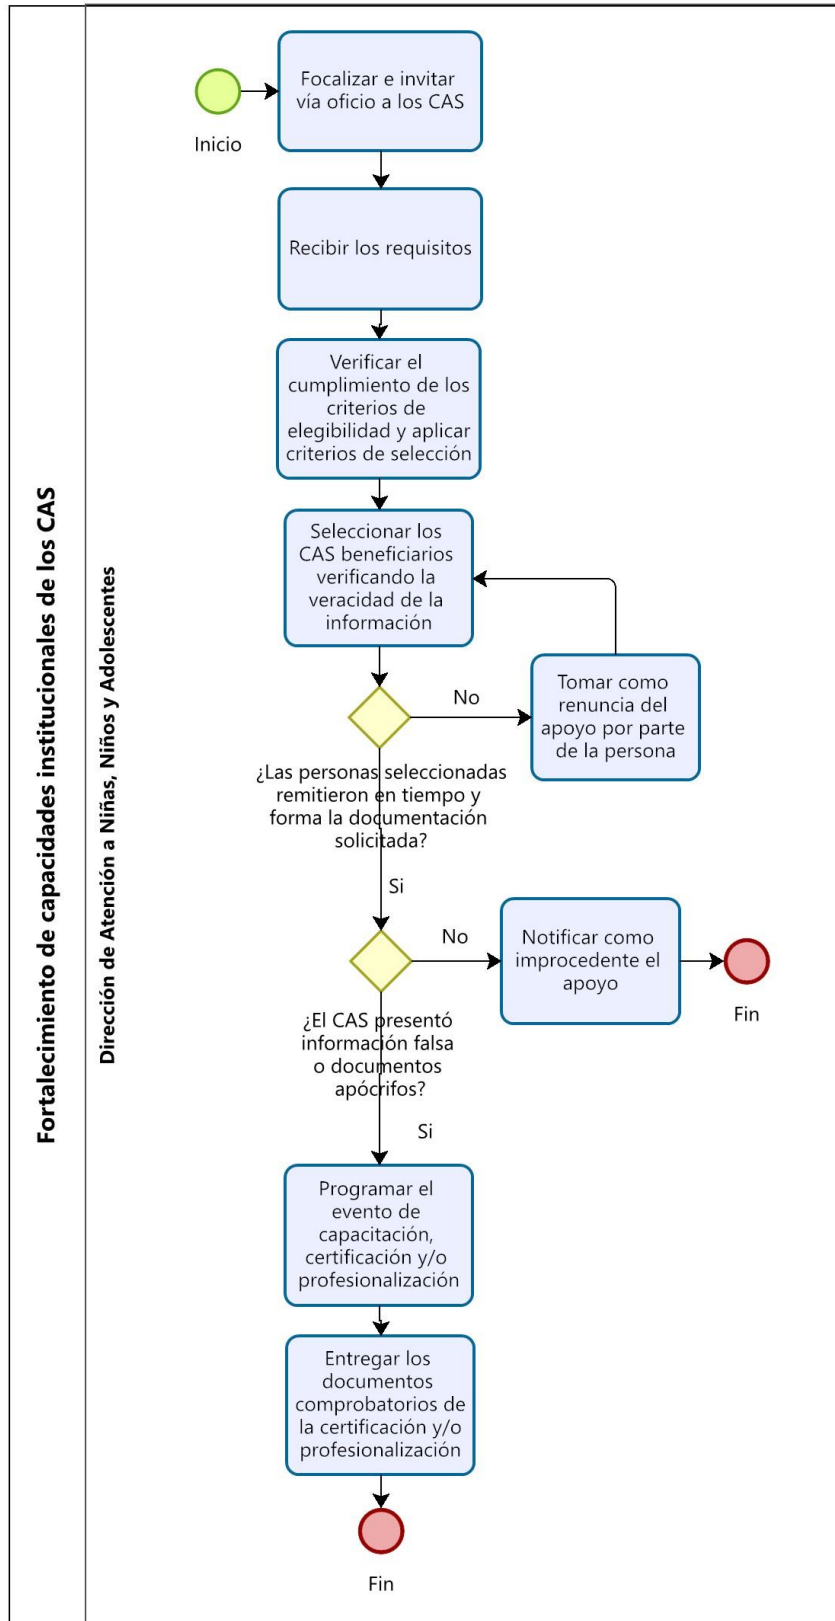 Fortalecimiento de capacidades institucionales de los CAS
Dirección de Atención a Niñas, Niños y Adolescentes
Inicio
Focalizar e invitar
vía oficio a los CAS
Recibir los requisitos
Verificar el
cumplimiento de los
criterios de
elegibilidad y aplicar
criterios de selección
Seleccionar los
CAS beneficiarios
verificando la
veracidad de la
información
No
Tomar como
renuncia del
apoyo por parte
de la persona
¿Las personas seleccionadas
remitieron en tiempo y
forma la documentación
solicitada?
Si
No
Notificar como
improcedente el
apoyo
Fin
¿El CAS presentó
información falsa
o documentos
apócrifos?
Si
Programar el
evento de
capacitación,
certificación y/o
profesionalización
Entregar los
documentos
comprobatorios de
la certificación y/o
profesionalización
Fin